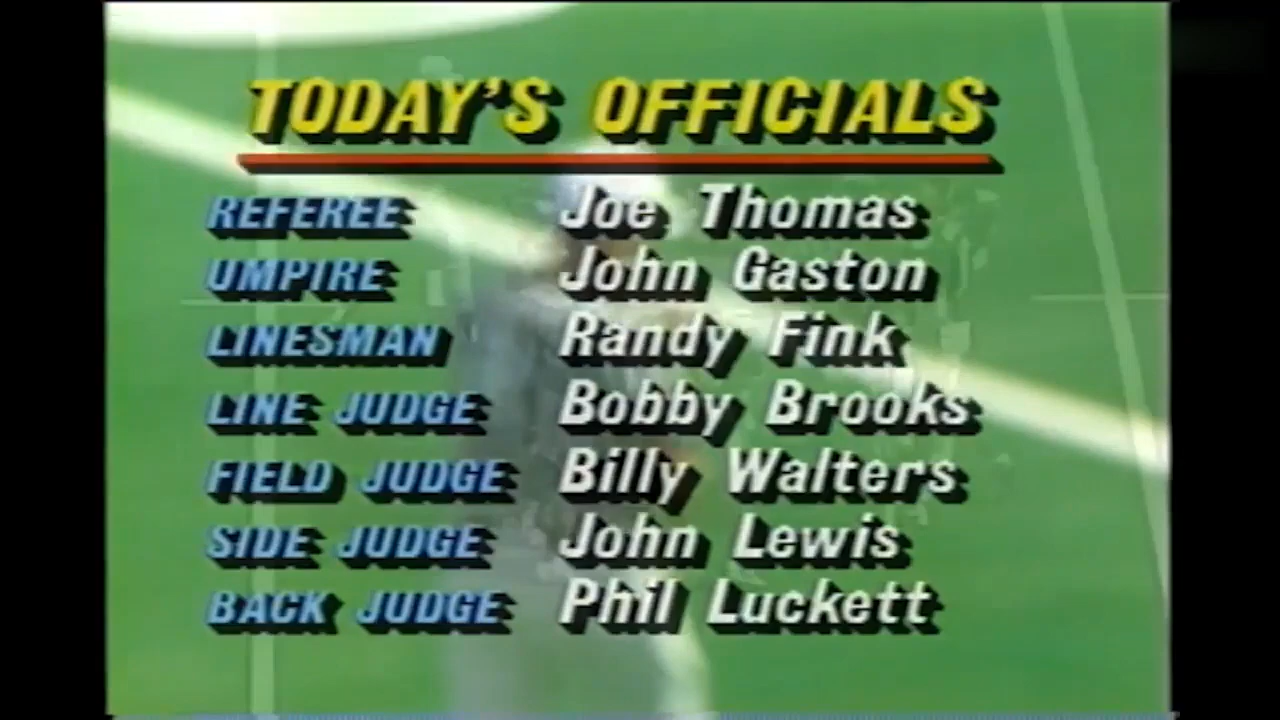 TODAY'S OFFICIALS
REFEREE Joe Thomas
UMPIRE John Gaston
LINESMAN Randy Fink
LINE JUDGE Bobby Brooks
FIELD JUDGE Billy Walters
SIDE JUDGE John Lewis
BACK JUDGE Phil Luckett